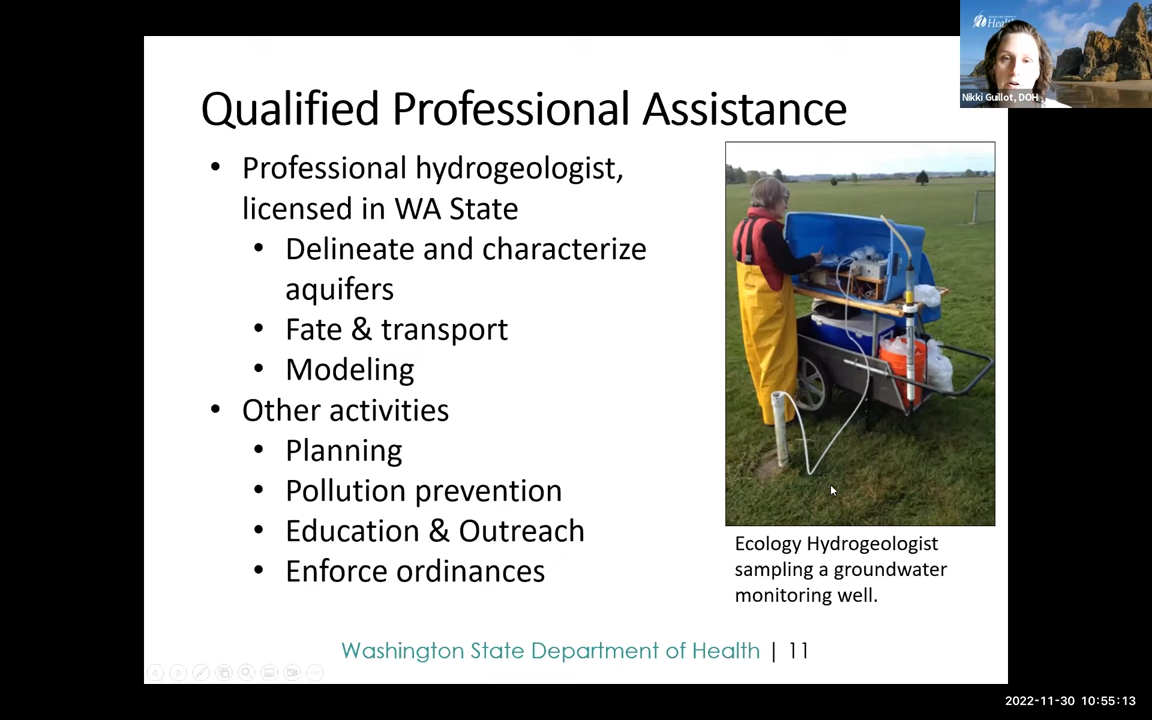 Health
Nikki Guillot, DOH
Qualified Professional Assistance
• Professional hydrogeologist,
licensed in WA State
• Delineate and characterize
aquifers
• Fate & transport
• Modeling
• Other activities
• Planning
• Pollution prevention
• Education & Outreach
• Enforce ordinances
Ecology Hydrogeologist
sampling a groundwater
monitoring well.
Washington State Department of Health | 11
2022-11-30 10:55:13